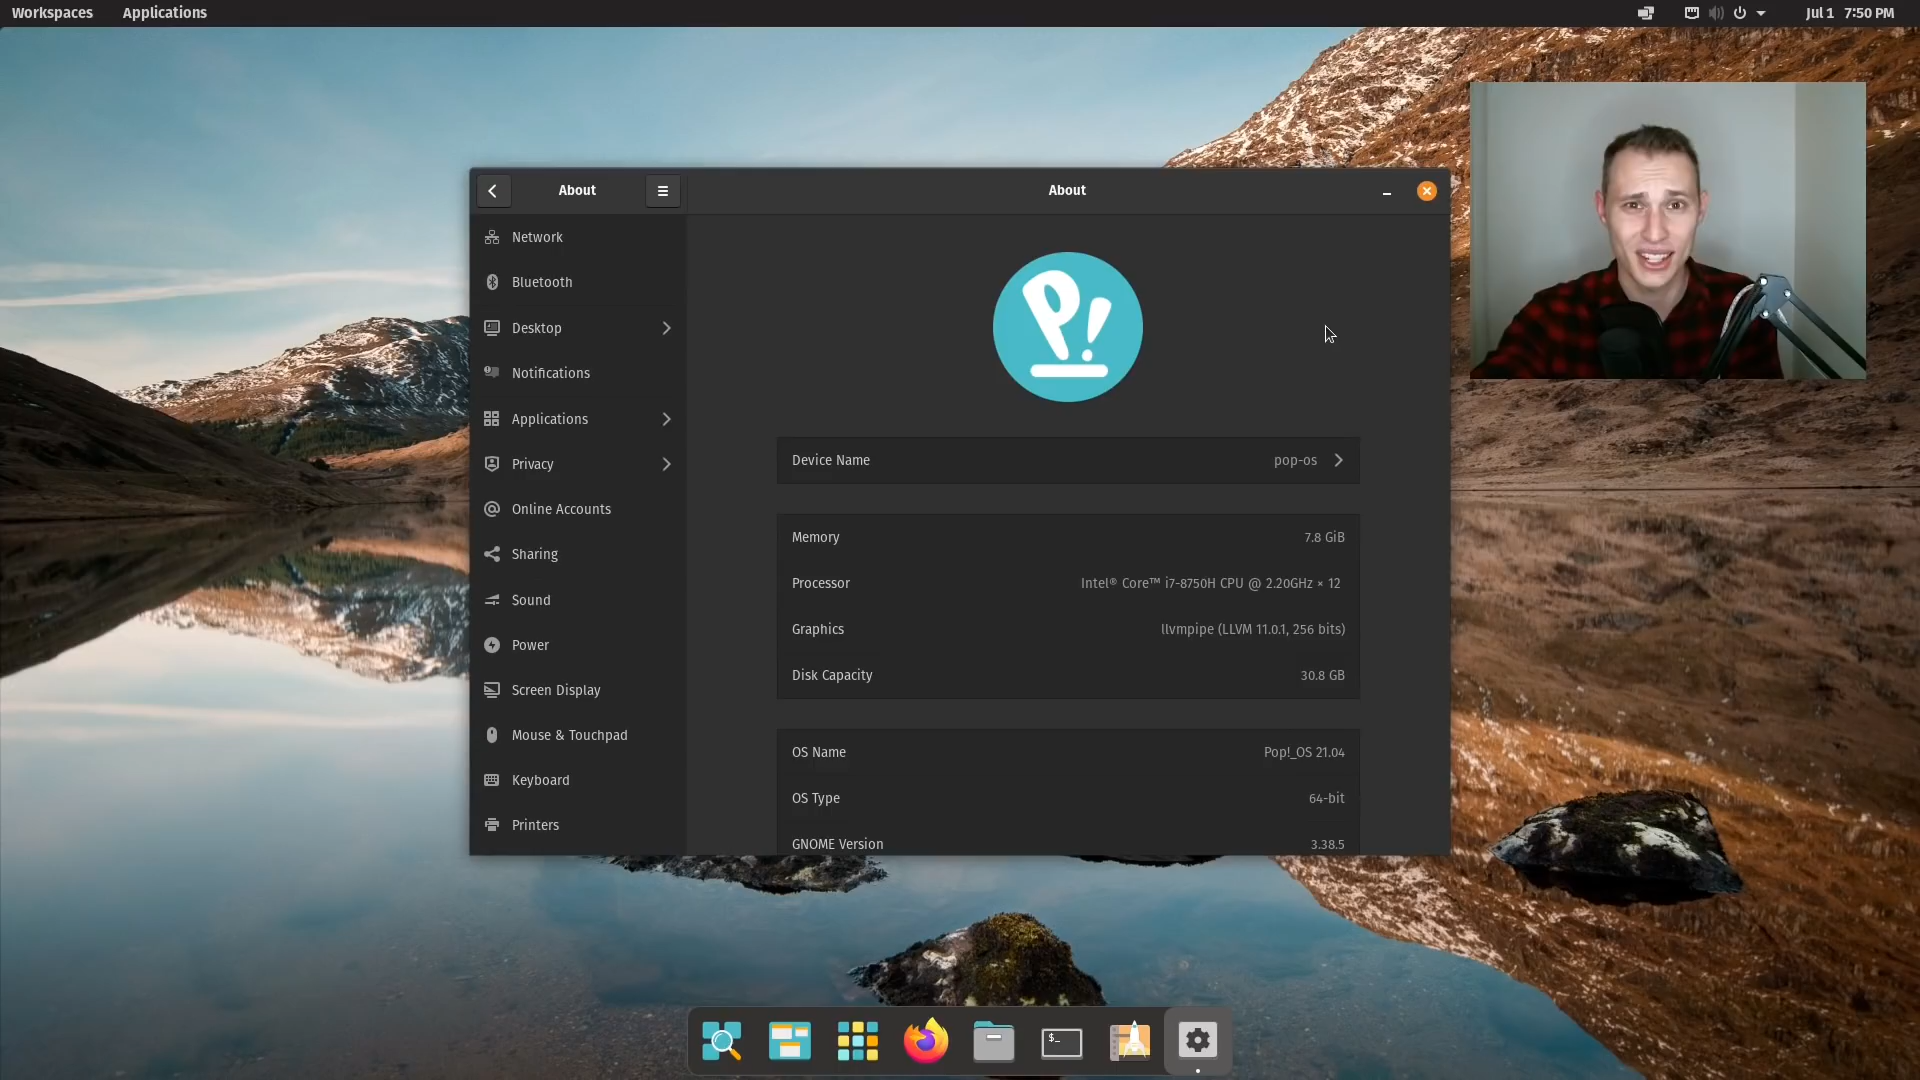 Workspaces Applications Jul 1 7:50 PM
About About
Network
Bluetooth
Desktop
Notifications
Applications
Privacy
Online Accounts
Sharing
Sound
Power
Screen Display
Mouse & Touchpad
Keyboard
Printers
P!
Device Name pop-os
Memory 7.8 GiB
Processor Intel® Core™ i7-8750H CPU @ 2.20GHz × 12
Graphics llvmpipe (LLVM 11.0.1, 256 bits)
Disk Capacity 30.8 GB
OS Name Pop!_OS 21.04
OS Type 64-bit
GNOME Version 3.38.5
$_